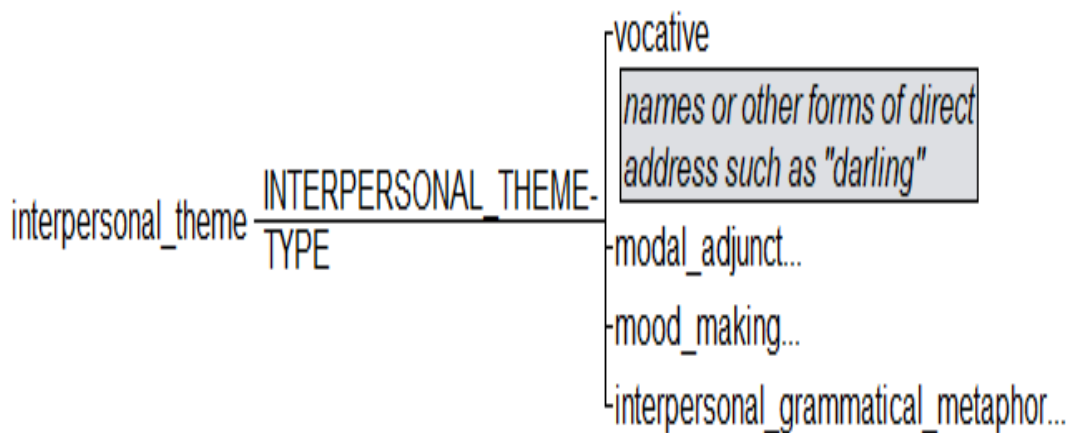 vocative
names or other forms of direct
address such as "darling"
interpersonal_theme
INTERPERSONAL_THEME-
TYPE
modal_adjunct...
mood_making...
interpersonal_grammatical_metaphor...